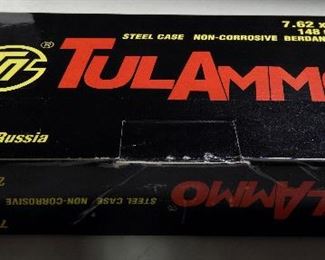 7.62 x
148
STEEL CASE NON-CORROSIVE BERDAN
®
TULAMMO
Russia
STEEL CASE NON-CORROSIVE
TULAMMO
®